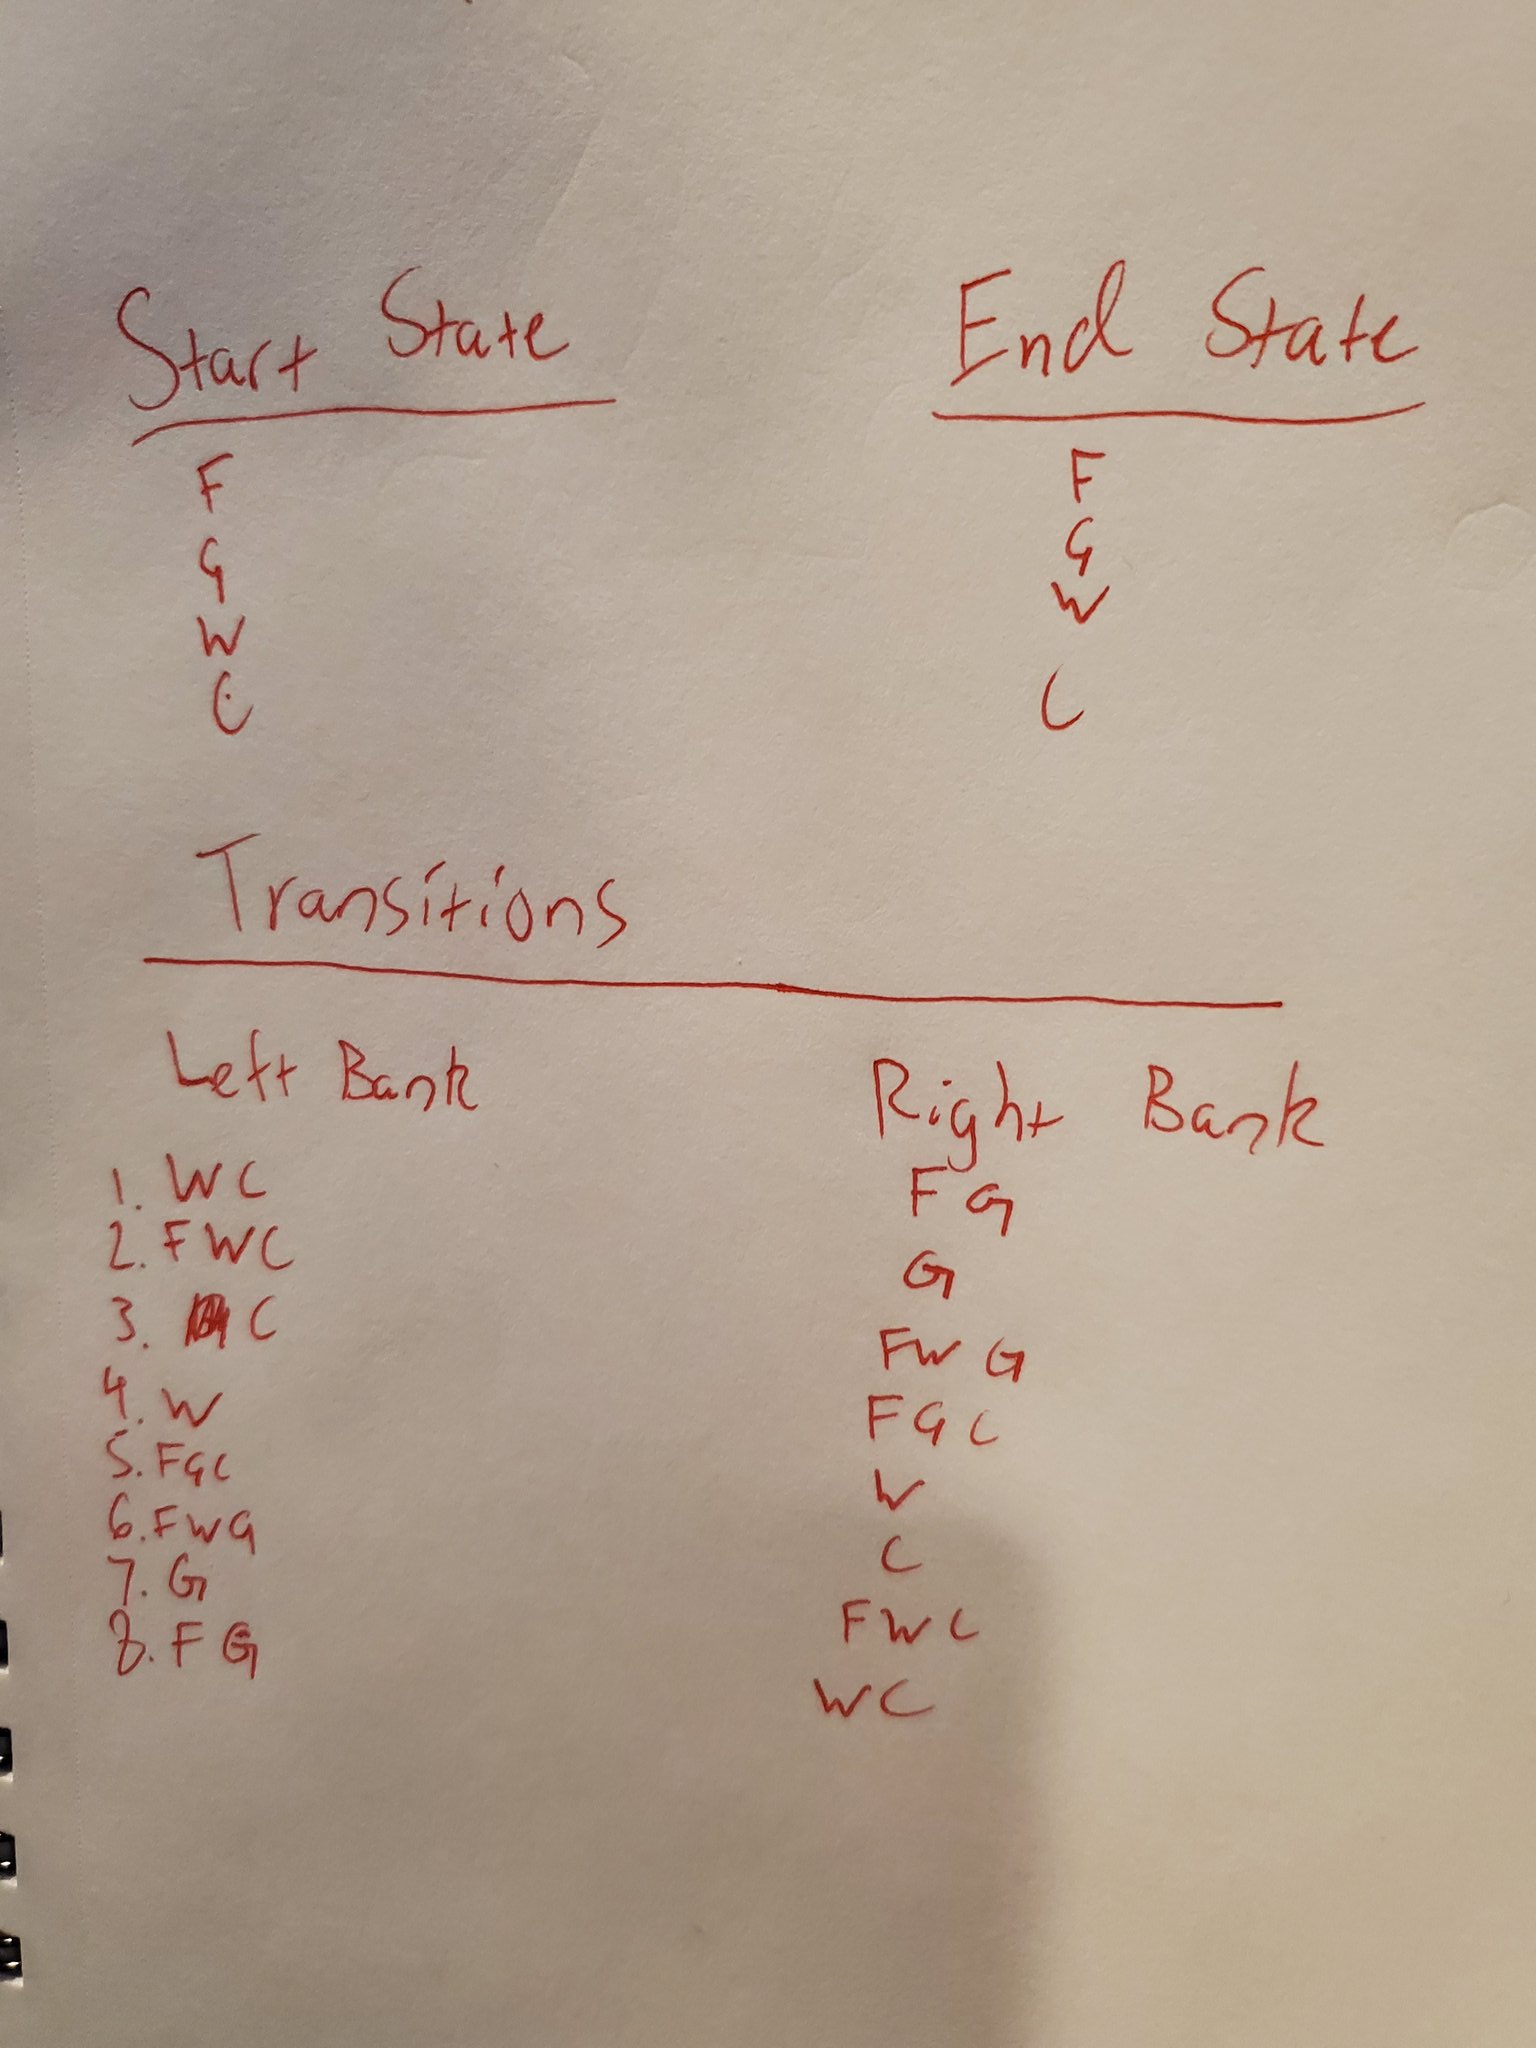 Start State
F
G
W
C
End State
F
G
W
C
Transitions
Left Bank
1. WC
2. FWC
3. C
4. W
5. FGC
6. FWG
7. G
8. FG
Right Bank
FG
G
FWG
FGC
W
C
FWC
WC